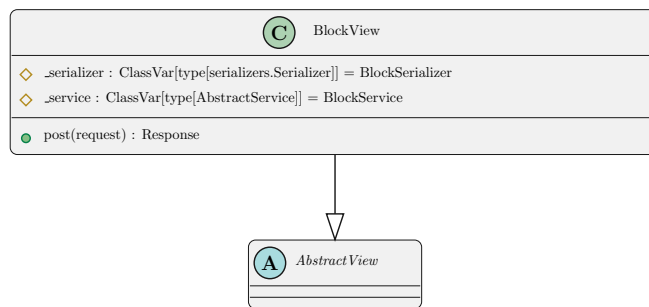 C BlockView
_serializer : ClassVar[type[serializers.Serializer]] = BlockSerializer
_service : ClassVar[type[AbstractService]] = BlockService
post(request) : Response
A AbstractView